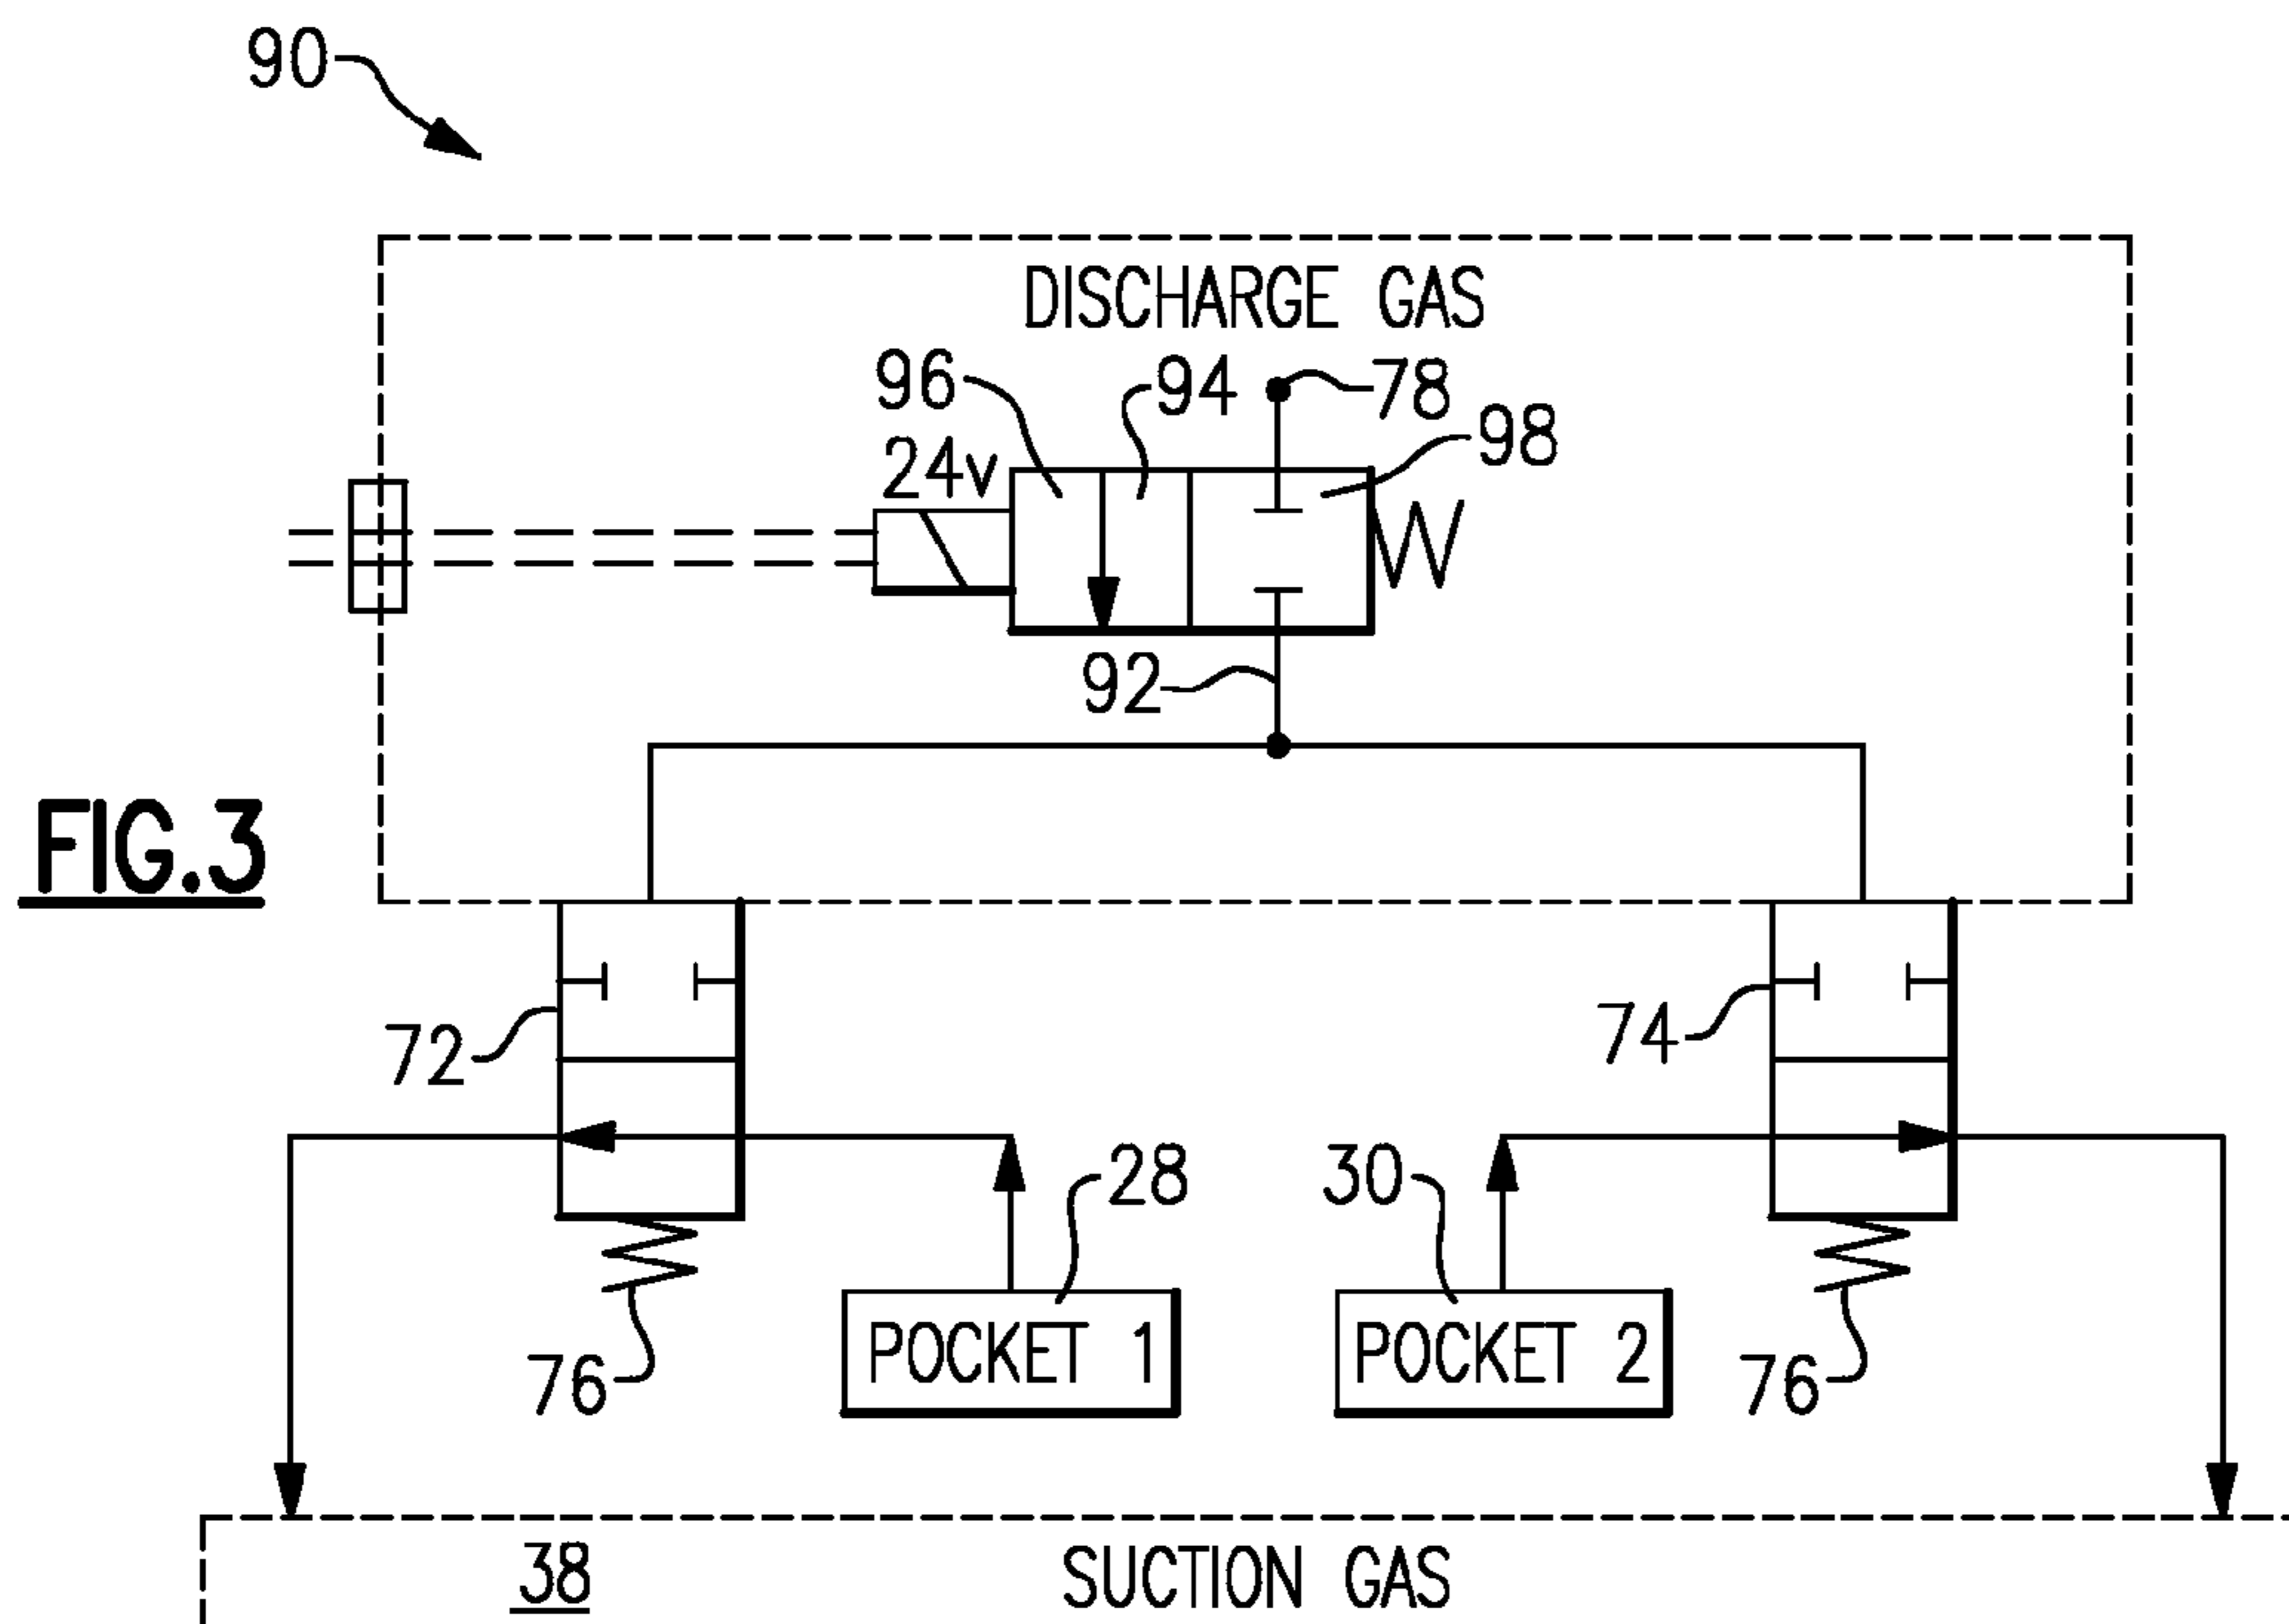 90
DISCHARGE GAS
96
94
78
98
24v
92
FIG.3
72
74
28
30
POCKET 1
POCKET 2
76
76
38
SUCTION GAS